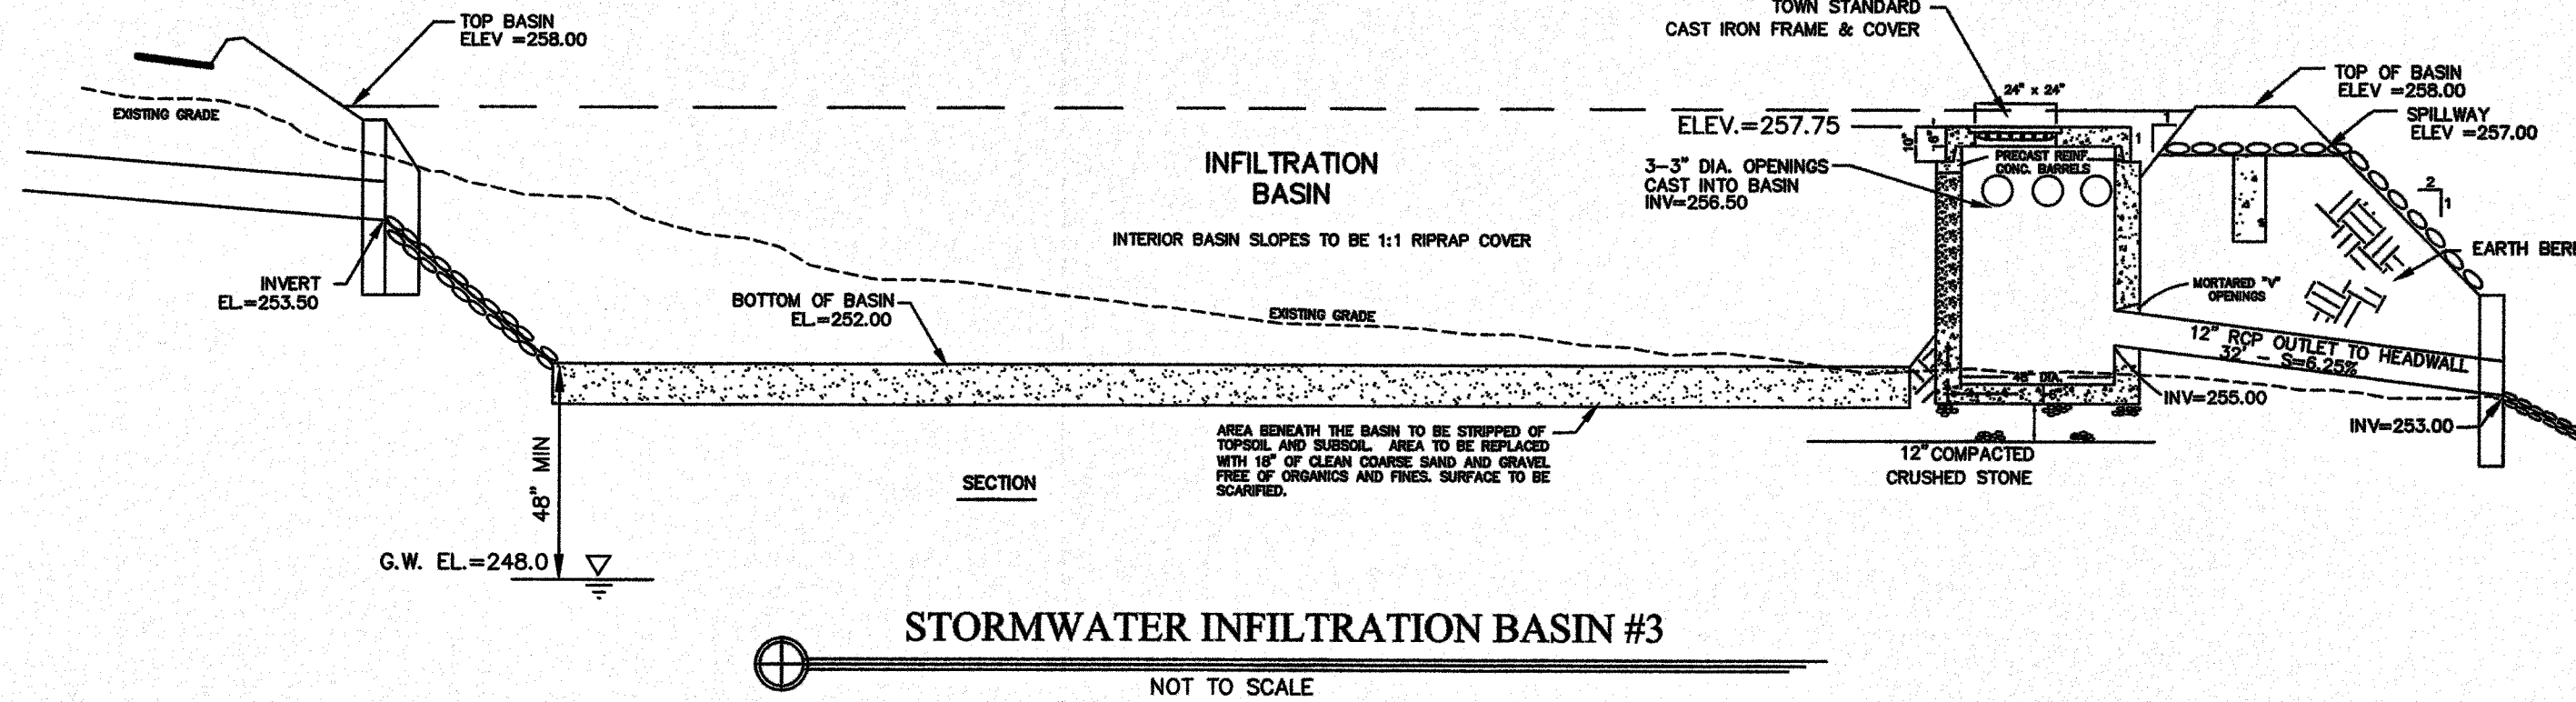 TOP BASIN
ELEV =258.00
EXISTING GRADE
INVERT
EL.=253.50
BOTTOM OF BASIN
EL.=252.00
INFILTRATION
BASIN
INTERIOR BASIN SLOPES TO BE 1:1 RIPRAP COVER
EXISTING GRADE
TOWN STANDARD
CAST IRON FRAME & COVER
24" x 24"
ELEV.=257.75
10"
3-3" DIA. OPENINGS
CAST INTO BASIN
INV=256.50
PRECAST REINF.
CONC. BARRELS
1
1
TOP OF BASIN
ELEV =258.00
SPILLWAY
ELEV =257.00
2
1
EARTH BER
MORTARED "V"
OPENINGS
12" RCP OUTLET TO HEADWALL
32' - S=6.25%
48" DIA.
INV=255.00
INV=253.00
12"COMPACTED
CRUSHED STONE
AREA BENEATH THE BASIN TO BE STRIPPED OF
TOPSOIL AND SUBSOIL. AREA TO BE REPLACED
WITH 18" OF CLEAN COARSE SAND AND GRAVEL
FREE OF ORGANICS AND FINES. SURFACE TO BE
SCARIFIED.
SECTION
48" MIN
G.W. EL.=248.0
STORMWATER INFILTRATION BASIN #3
NOT TO SCALE